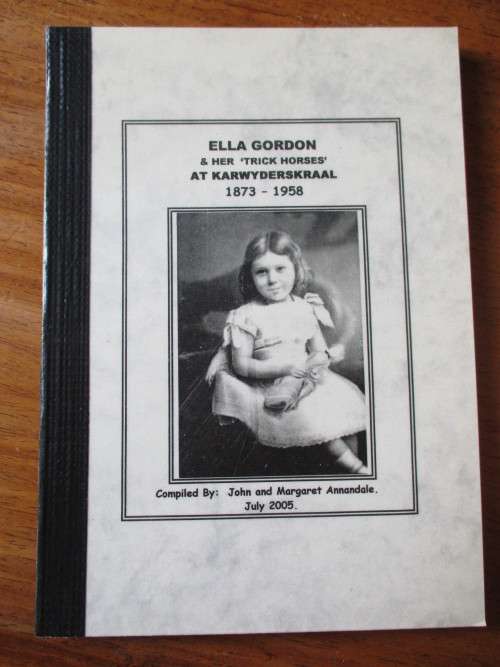 ELLA GORDON
& HER 'TRICK HORSES'
AT KARWYDERSKRAAL
1873 - 1958
Compiled By: John and Margaret Annandale.
July 2005.